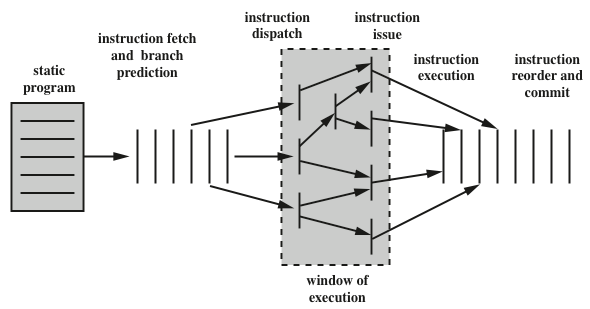 static
program
instruction fetch
and branch
prediction
instruction
dispatch
instruction
issue
instruction
execution
instruction
reorder and
commit
window of
execution